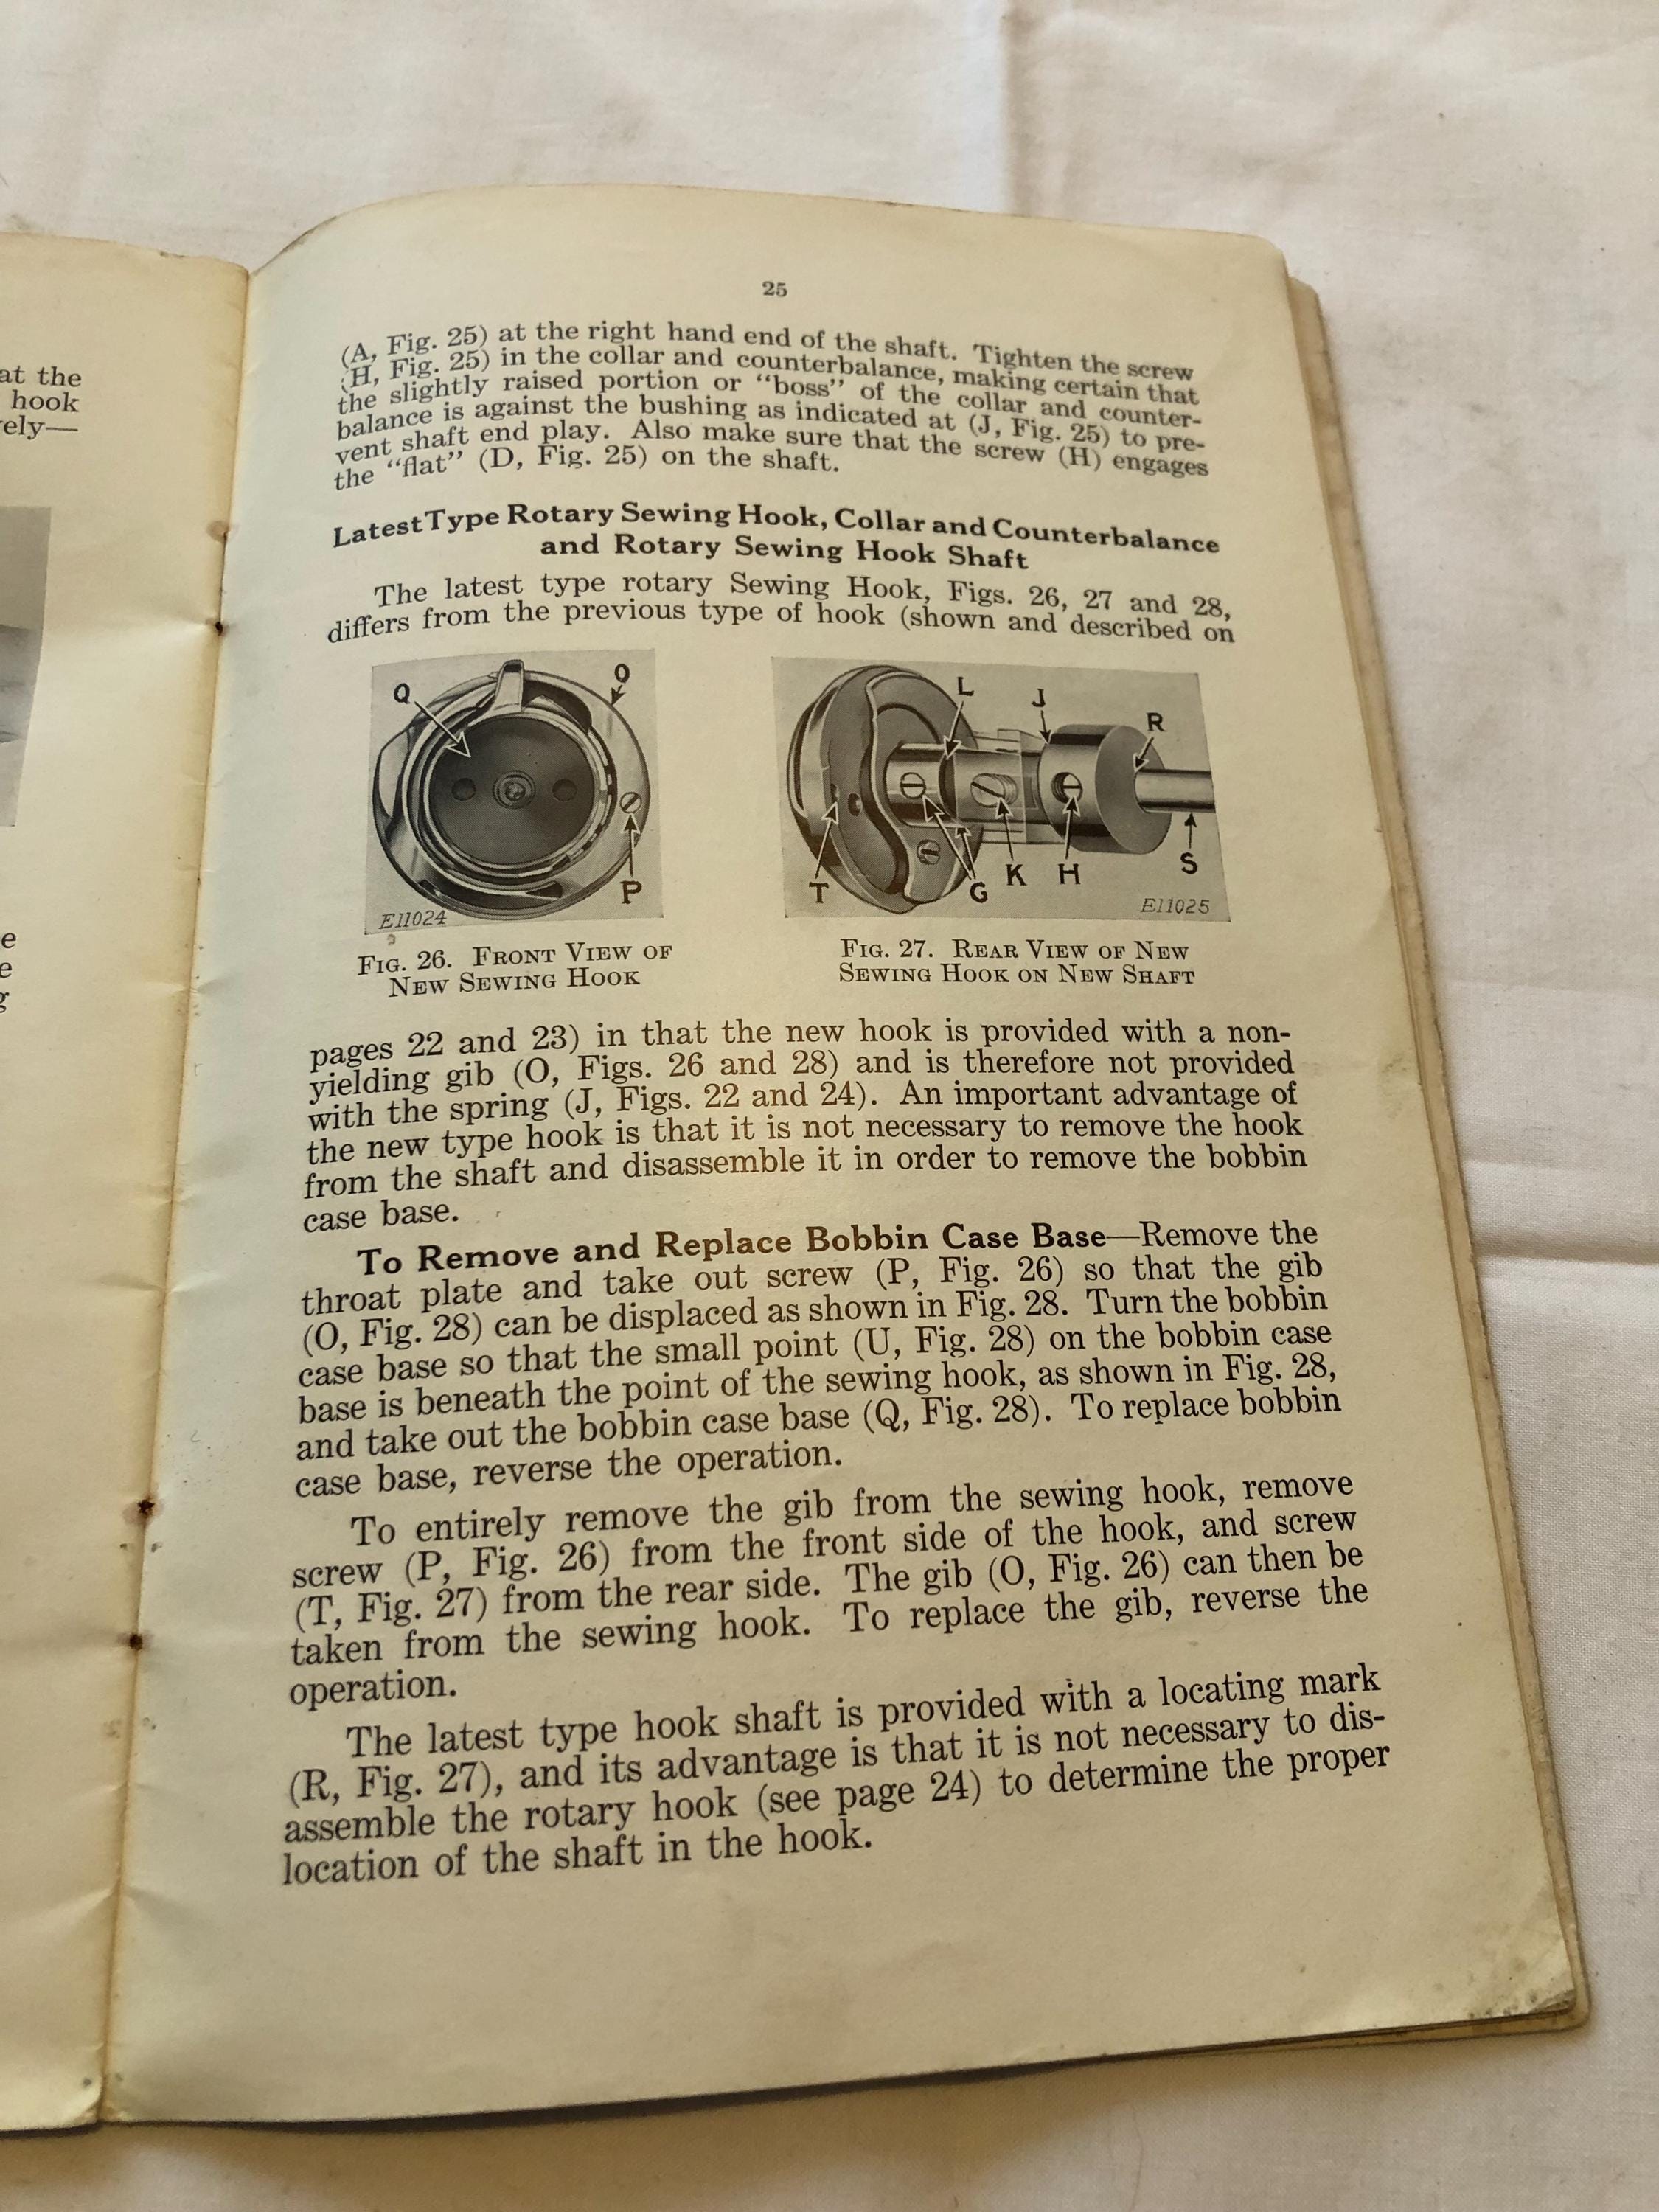 at the
hook
ely—
e
e
g
25
(A, Fig. 25) at the right hand end of the shaft. Tighten the screw
(H, Fig. 25) in the collar and counterbalance, making certain that
the slightly raised portion or “boss” of the collar and counter-
balance is against the bushing as indicated at (J, Fig. 25) to pre-
vent shaft end play. Also make sure that the screw (H) engages
the “flat” (D, Fig. 25) on the shaft.
Latest Type Rotary Sewing Hook, Collar and Counterbalance
and Rotary Sewing Hook Shaft
The latest type rotary Sewing Hook, Figs. 26, 27 and 28,
differs from the previous type of hook (shown and described on
Q O P
E11024
L J R T G K H S
E11025
FIG. 26. FRONT VIEW OF
NEW SEWING HOOK
FIG. 27. REAR VIEW OF NEW
SEWING HOOK ON NEW SHAFT
pages 22 and 23) in that the new hook is provided with a non-
yielding gib (O, Figs. 26 and 28) and is therefore not provided
with the spring (J, Figs. 22 and 24). An important advantage of
the new type hook is that it is not necessary to remove the hook
from the shaft and disassemble it in order to remove the bobbin
case base.
To Remove and Replace Bobbin Case Base—Remove the
throat plate and take out screw (P, Fig. 26) so that the gib
(O, Fig. 28) can be displaced as shown in Fig. 28. Turn the bobbin
case base so that the small point (U, Fig. 28) on the bobbin case
base is beneath the point of the sewing hook, as shown in Fig. 28,
and take out the bobbin case base (Q, Fig. 28). To replace bobbin
case base, reverse the operation.
To entirely remove the gib from the sewing hook, remove
screw (P, Fig. 26) from the front side of the hook, and screw
(T, Fig. 27) from the rear side. The gib (O, Fig. 26) can then be
taken from the sewing hook. To replace the gib, reverse the
operation.
The latest type hook shaft is provided with a locating mark
(R, Fig. 27), and its advantage is that it is not necessary to dis-
assemble the rotary hook (see page 24) to determine the proper
location of the shaft in the hook.